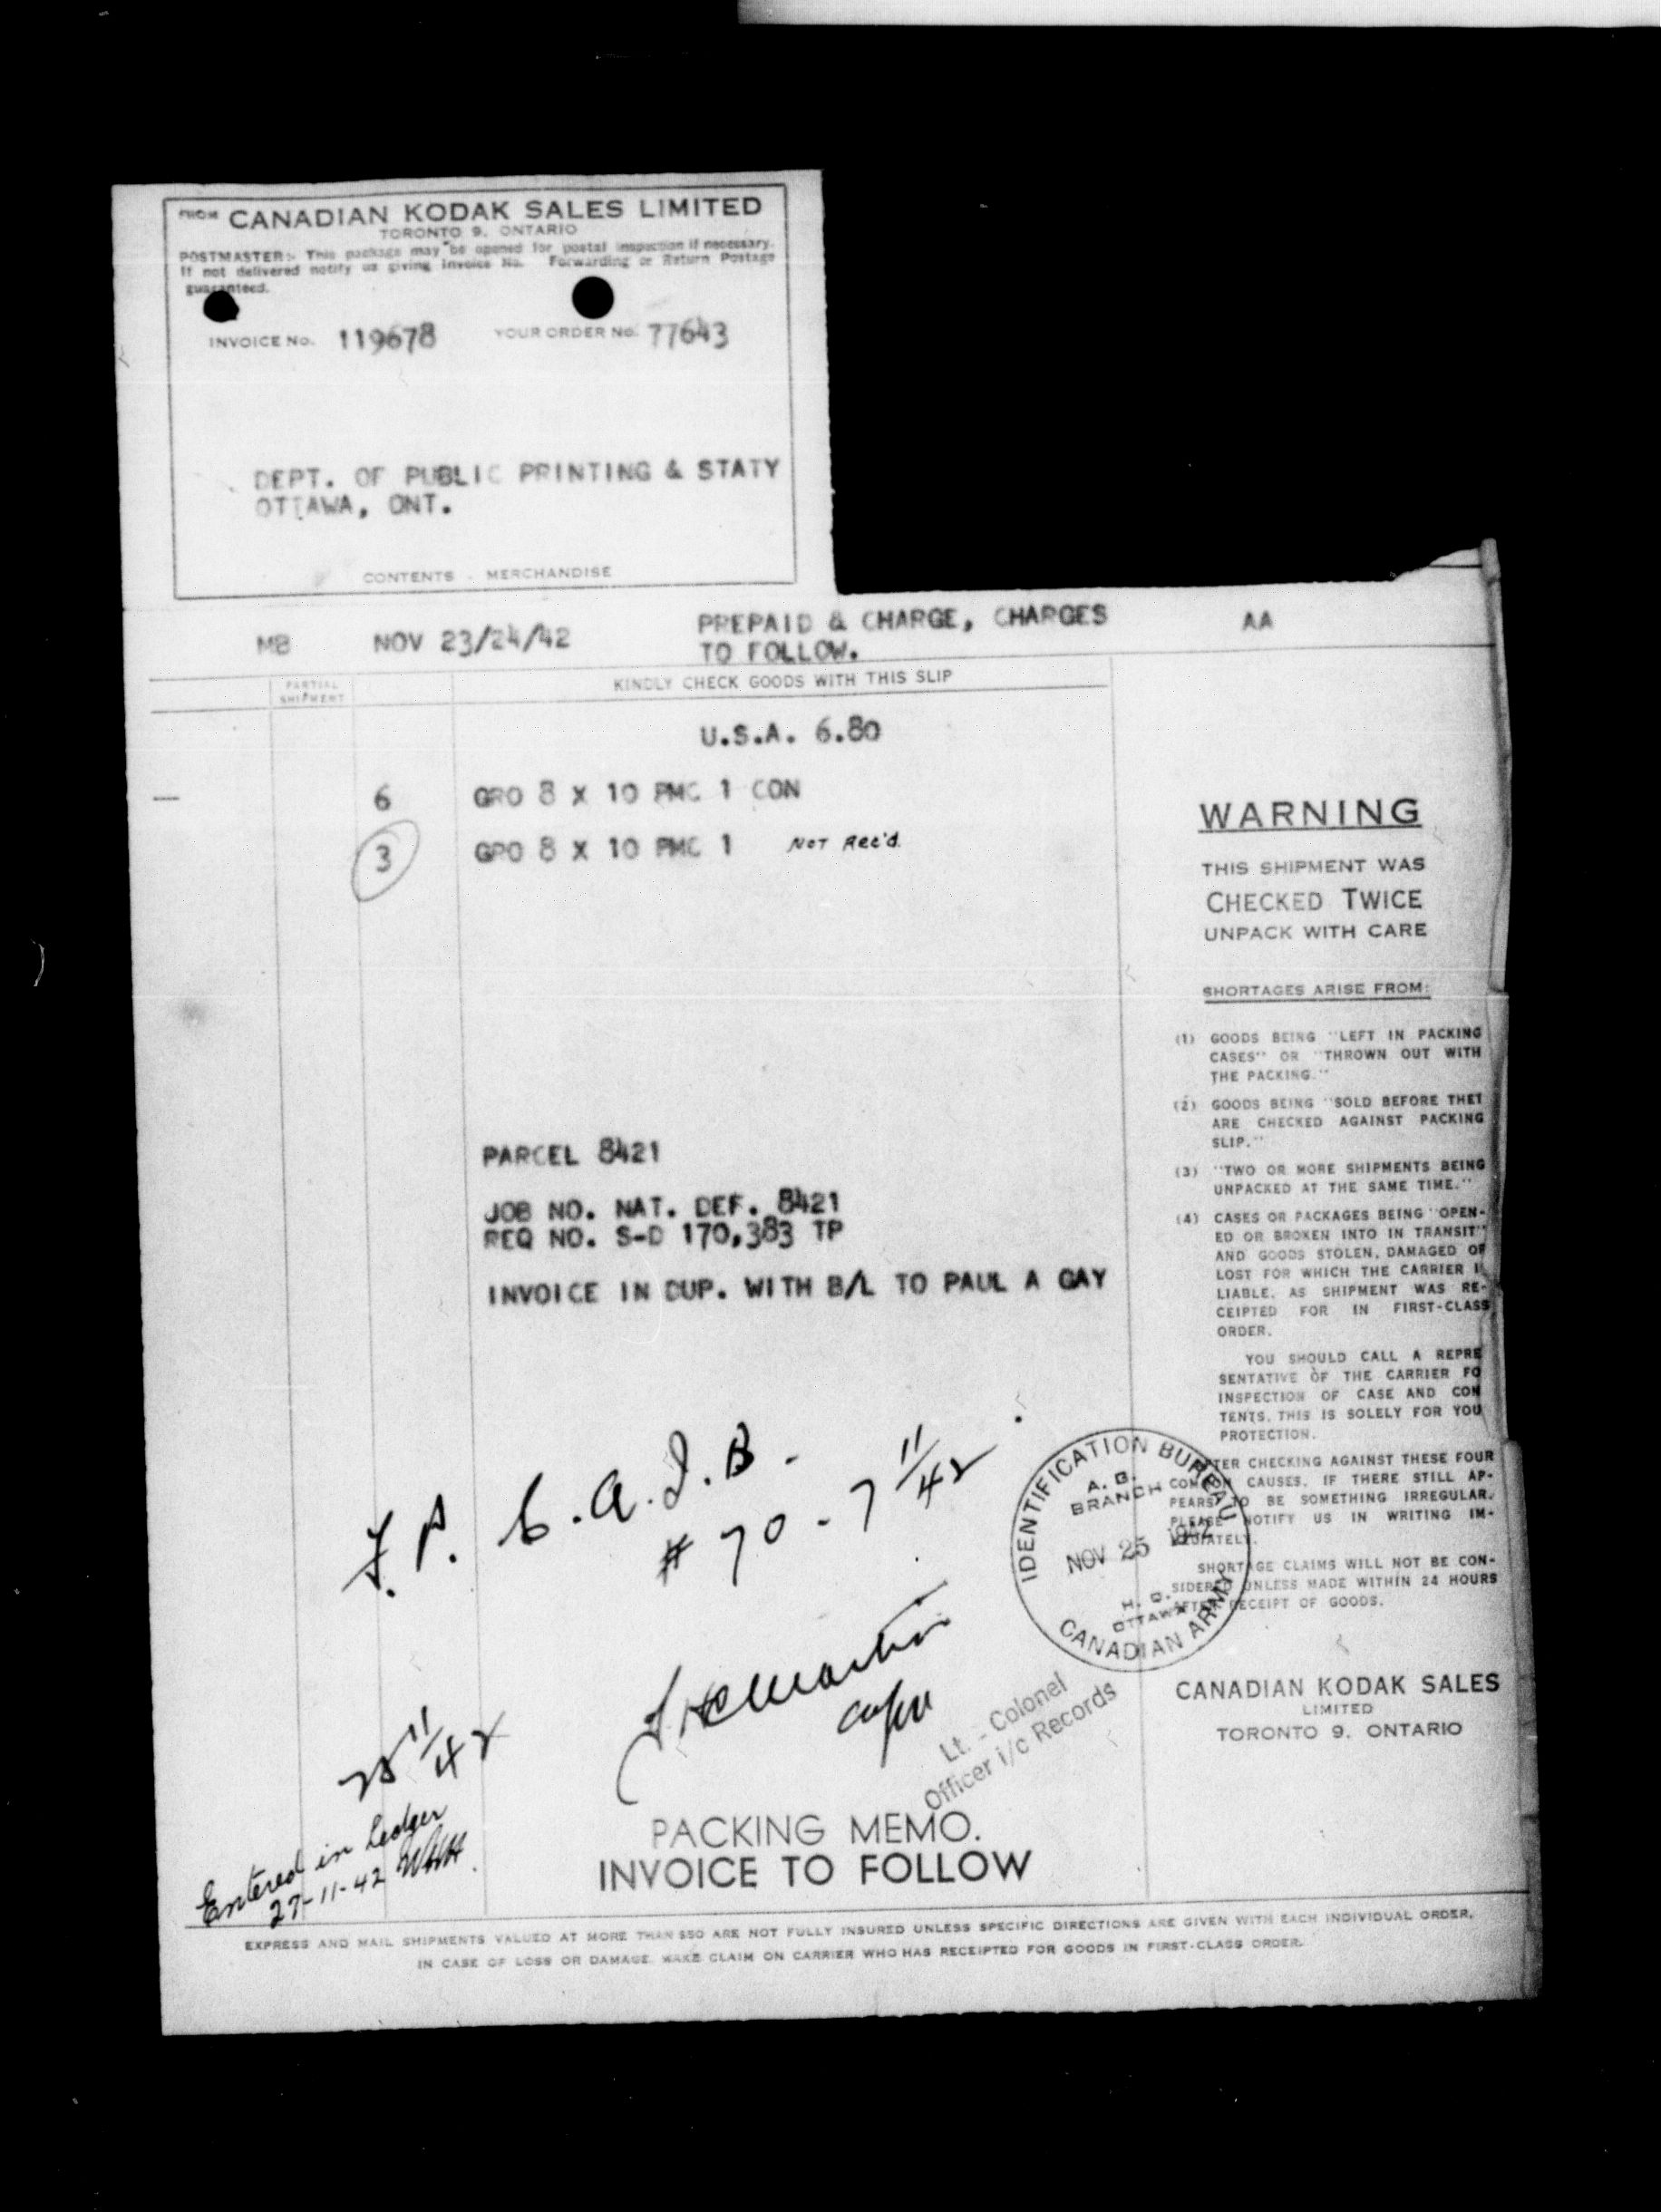 FROM CANADIAN KODAK SALES LIMITED
TORONTO 9, ONTARIO
POSTMASTER:- This package may be opened for postal inspection if necessary.
If not delivered notify us giving Invoice No. Forwarding or Return Postage
guaranteed.
INVOICE No. 119678 YOUR ORDER No. 77643
DEPT. OF PUBLIC PRINTING & STATY
OTTAWA, ONT.
CONTENTS - MERCHANDISE
MB NOV 23/24/42 PREPAID & CHARGE, CHARGES AA
TO FOLLOW.
PARTIAL
SHIPMENT
KINDLY CHECK GOODS WITH THIS SLIP
U.S.A. 6.80
6 GRO 8 X 10 PMC 1 CON
3 GRO 8 X 10 PMC 1 NOT REC'd.
PARCEL 8421
JOB NO. NAT. DEF. 8421
REQ NO. S-D 170,383 TP
INVOICE IN DUP. WITH B/L TO PAUL A GAY
WARNING
THIS SHIPMENT WAS
CHECKED TWICE
UNPACK WITH CARE
SHORTAGES ARISE FROM:
(1) GOODS BEING "LEFT IN PACKING
CASES" OR "THROWN OUT WITH
THE PACKING."
(2) GOODS BEING "SOLD BEFORE THEY
ARE CHECKED AGAINST PACKING
SLIP."
(3) "TWO OR MORE SHIPMENTS BEING
UNPACKED AT THE SAME TIME."
(4) CASES OR PACKAGES BEING "OPEN-
ED OR BROKEN INTO IN TRANSIT"
AND GOODS STOLEN, DAMAGED OR
LOST FOR WHICH THE CARRIER I
LIABLE, AS SHIPMENT WAS RE-
CEIPTED FOR IN FIRST-CLASS
ORDER.
YOU SHOULD CALL A REPRE
SENTATIVE OF THE CARRIER FO
INSPECTION OF CASE AND CON
TENTS. THIS IS SOLELY FOR YOU
PROTECTION.
TER CHECKING AGAINST THESE FOUR
COMMON CAUSES, IF THERE STILL AP-
PEARS TO BE SOMETHING IRREGULAR,
PLEASE NOTIFY US IN WRITING IM-
MEDIATELY.
SHORTAGE CLAIMS WILL NOT BE CON-
SIDERED UNLESS MADE WITHIN 24 HOURS
AFTER RECEIPT OF GOODS.
# 70 - 7 11/42
IDENTIFICATION BUREAU
A. G.
BRANCH
NOV 25 1942
H. Q.
OTTAWA
CANADIAN ARMY
Lt. - Colonel
Officer i/c Records
CANADIAN KODAK SALES
LIMITED
TORONTO 9, ONTARIO
25 11/42
Entered in Ledger
27-11-42
PACKING MEMO.
INVOICE TO FOLLOW
EXPRESS AND MAIL SHIPMENTS VALUED AT MORE THAN $50 ARE NOT FULLY INSURED UNLESS SPECIFIC DIRECTIONS ARE GIVEN WITH EACH INDIVIDUAL ORDER.
IN CASE OF LOSS OR DAMAGE, MAKE CLAIM ON CARRIER WHO HAS RECEIPTED FOR GOODS IN FIRST-CLASS ORDER.